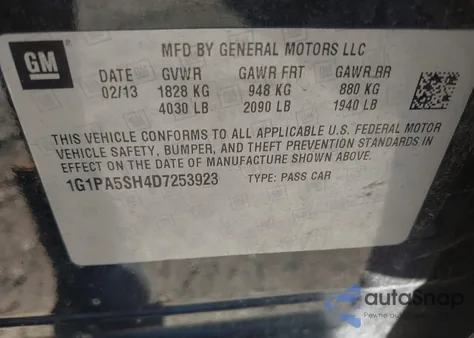 GM
MFD BY GENERAL MOTORS LLC
DATE GVWR GAWR FRT GAWR RR
02/13 1828 KG 948 KG 880 KG
4030 LB 2090 LB 1940 LB
THIS VEHICLE CONFORMS TO ALL APPLICABLE U.S. FEDERAL MOTOR
VEHICLE SAFETY, BUMPER, AND THEFT PREVENTION STANDARDS IN
EFFECT ON THE DATE OF MANUFACTURE SHOWN ABOVE.
1G1PA5SH4D7253923 TYPE: PASS CAR
autoSnap
Pewne auto